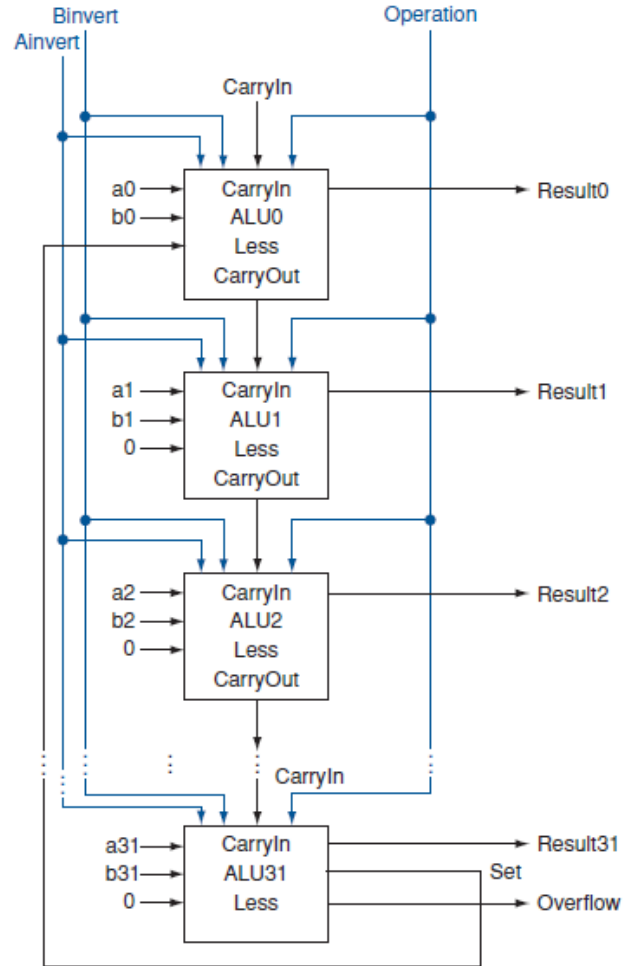 Binvert
Operation
Ainvert
CarryIn
a0
CarryIn
Result0
b0
ALU0
Less
CarryOut
a1
CarryIn
Result1
b1
ALU1
0
Less
CarryOut
a2
CarryIn
Result2
b2
ALU2
0
Less
CarryOut
CarryIn
a31
CarryIn
Result31
b31
ALU31
Set
0
Less
Overflow